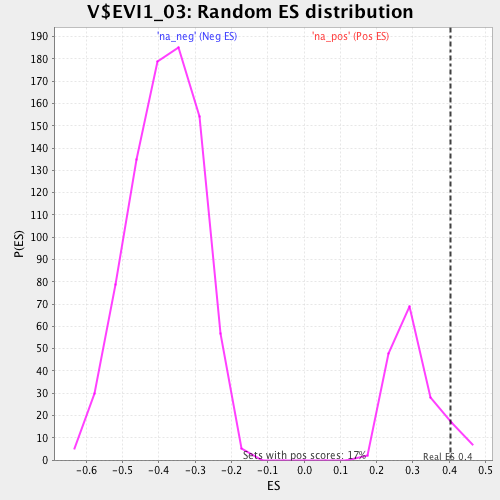 V$EVI1_03: Random ES distribution
'na_neg' (Neg ES) 'na_pos' (Pos ES)
190
180
170
160
150
140
130
120
110
100
90
80
70
60
50
40
30
20
10
0
P(ES)
Sets with pos scores: 17%
Real ES 0.4
-0.6 -0.5 -0.4 -0.3 -0.2 -0.1 0.0 0.1 0.2 0.3 0.4 0.5
ES